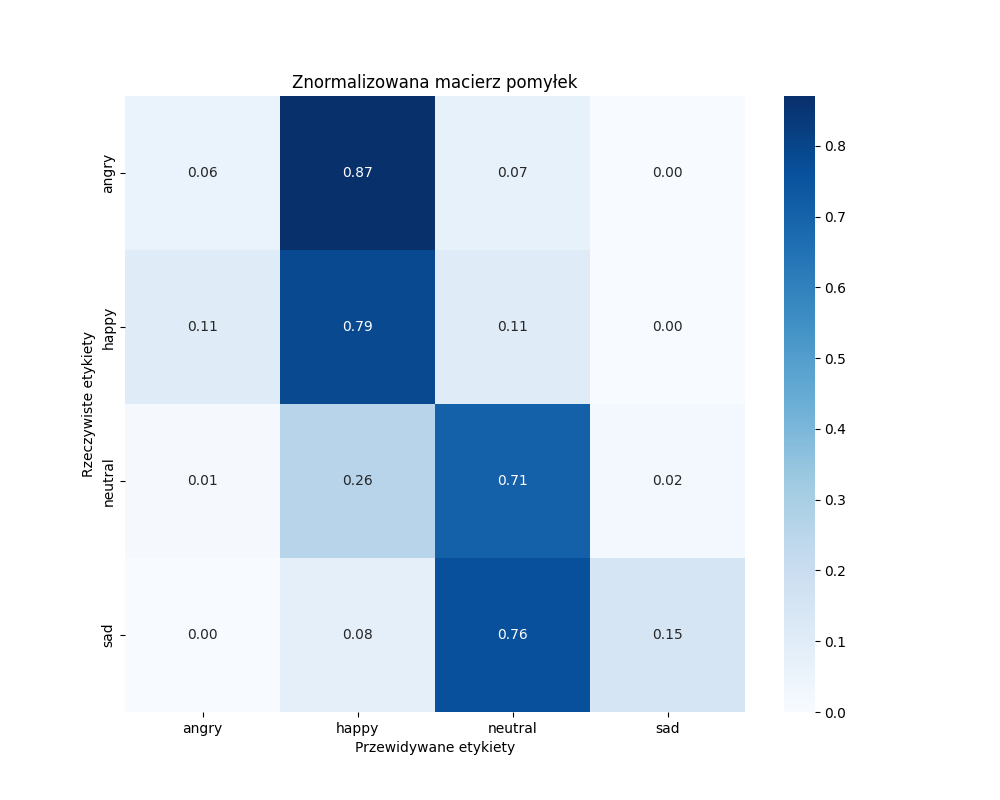 Znormalizowana macierz pomyłek
angry 0.06 0.87 0.07 0.00
happy 0.11 0.79 0.11 0.00
neutral 0.01 0.26 0.71 0.02
sad 0.00 0.08 0.76 0.15
Rzeczywiste etykiety
angry happy neutral sad
Przewidywane etykiety
0.8
0.7
0.6
0.5
0.4
0.3
0.2
0.1
0.0